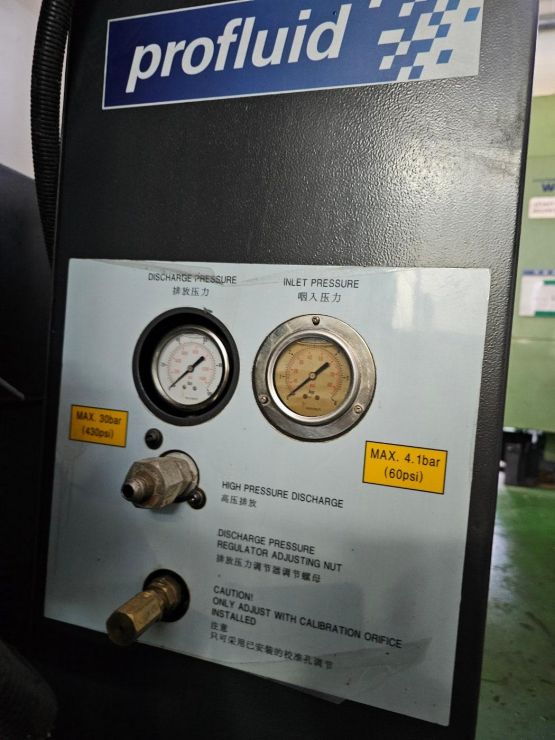 profluid
DISCHARGE PRESSURE
排放压力
INLET PRESSURE
咽入压力
bar
bar
MAX. 30bar
(430psi)
MAX. 4.1bar
(60psi)
HIGH PRESSURE DISCHARGE
高压排放
DISCHARGE PRESSURE
REGULATOR ADJUSTING NUT
排放压力调节器调节螺母
CAUTION!
ONLY ADJUST WITH CALIBRATION ORIFICE
INSTALLED
注意
只可采用已安装的校准孔调节